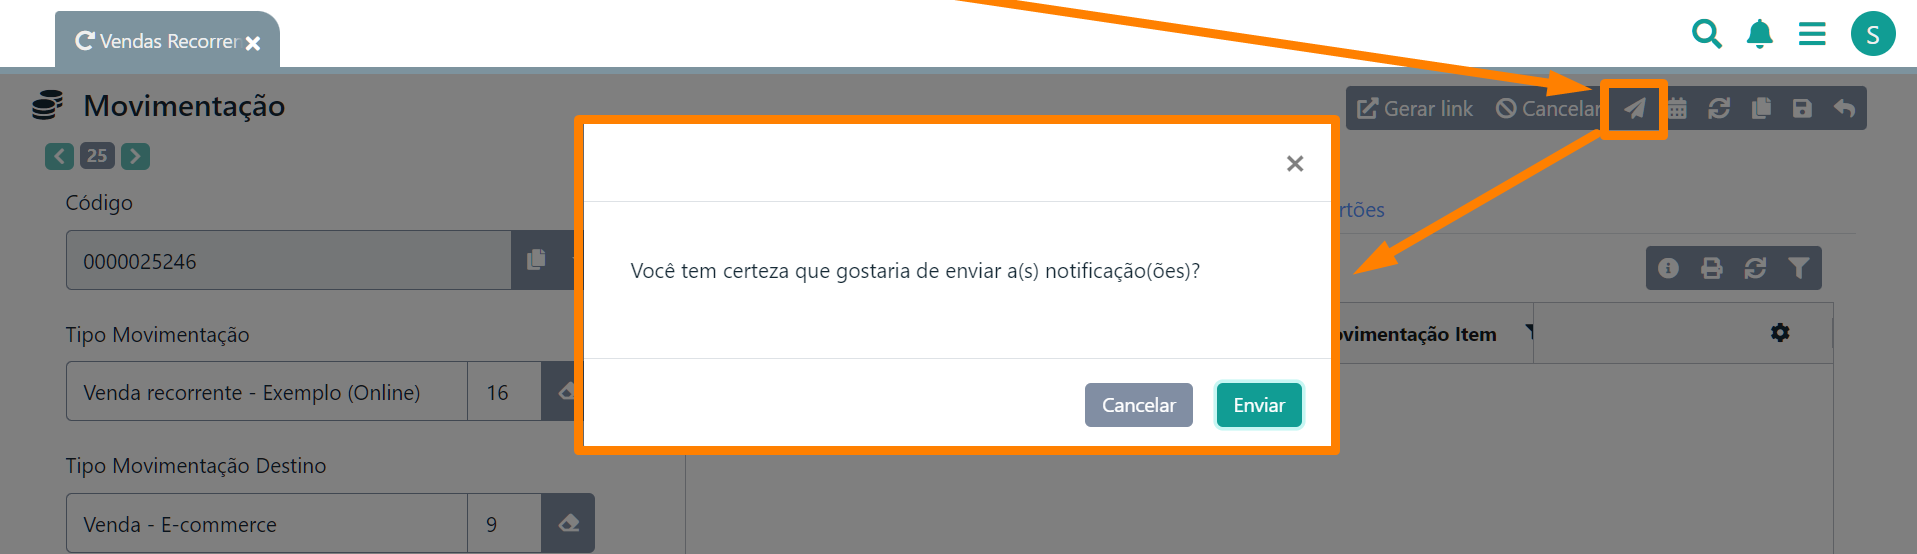 Vendas Recorrer
S
Movimentação
Gerar link
Cancelar
25
Código
0000025246
Tipo Movimentação
Venda recorrente - Exemplo (Online)
16
Tipo Movimentação Destino
Venda - E-commerce
9
Você tem certeza que gostaria de enviar a(s) notificação(ões)?
Cancelar
Enviar
rtões
ovimentação Item